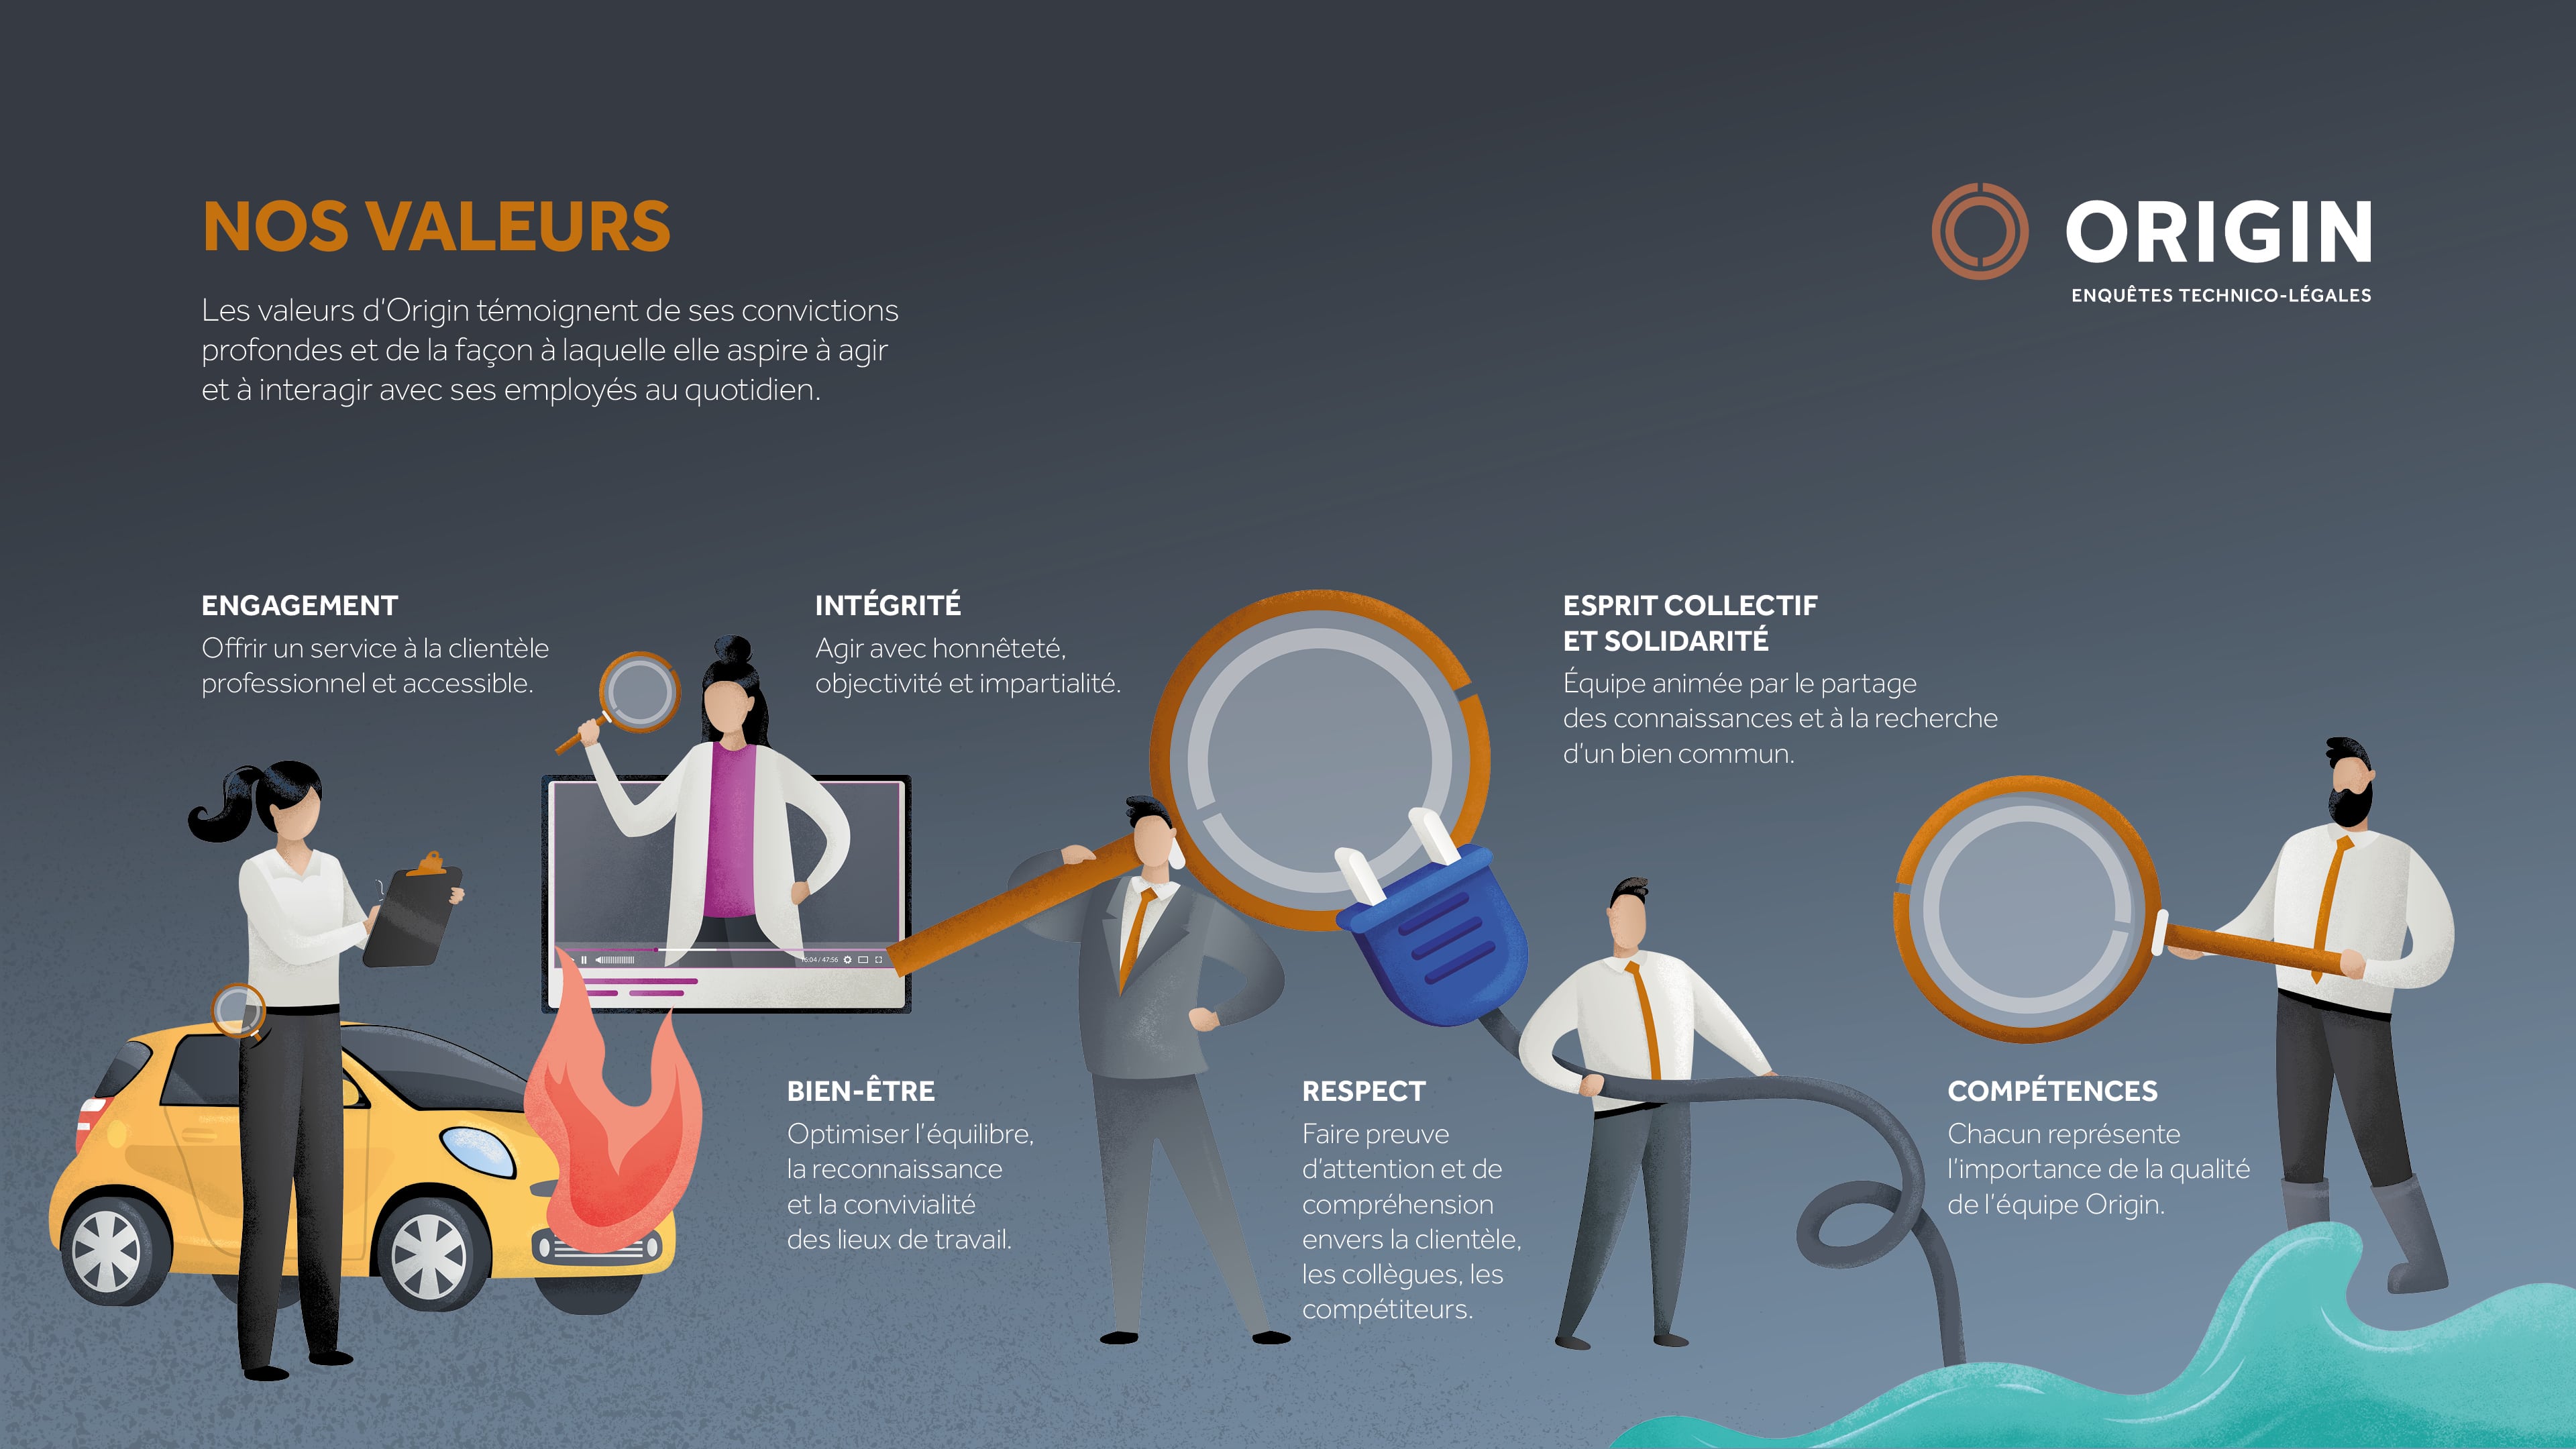 NOS VALEURS
Les valeurs d'Origin témoignent de ses convictions
profondes et de la façon à laquelle elle aspire à agir
et à interagir avec ses employés au quotidien.
ORIGIN
ENQUÊTES TECHNICO-LÉGALES
ENGAGEMENT
Offrir un service à la clientèle
professionnel et accessible.
INTÉGRITÉ
Agir avec honnêteté,
objectivité et impartialité.
ESPRIT COLLECTIF
ET SOLIDARITÉ
Équipe animée par le partage
des connaissances et à la recherche
d'un bien commun.
BIEN-ÊTRE
Optimiser l'équilibre,
la reconnaissance
et la convivialité
des lieux de travail.
RESPECT
Faire preuve
d'attention et de
compréhension
envers la clientèle,
les collègues, les
compétiteurs.
COMPÉTENCES
Chacun représente
l'importance de la qualité
de l'équipe Origin.